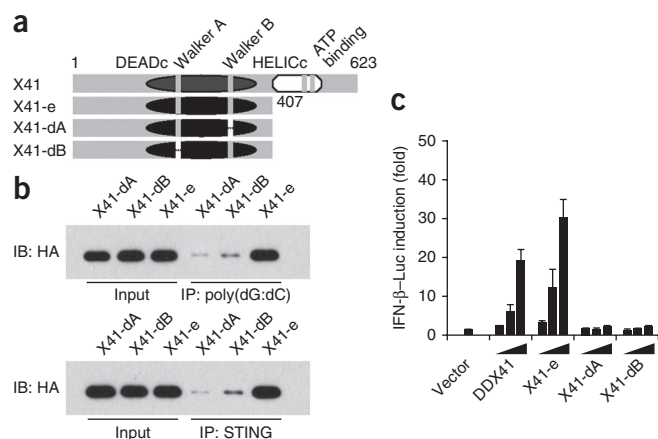 a
1 DEADc Walker A Walker B HELICc ATP binding 623
X41
407
X41-e
X41-dA
X41-dB
b
X41-dA X41-dB X41-e X41-dA X41-dB X41-e
IB: HA
Input IP: poly(dG:dC)
X41-dA X41-dB X41-e X41-dA X41-dB X41-e
IB: HA
Input IP: STING
c
IFN-β–Luc induction (fold)
50
40
30
20
10
0
Vector DDX41 X41-e X41-dA X41-dB